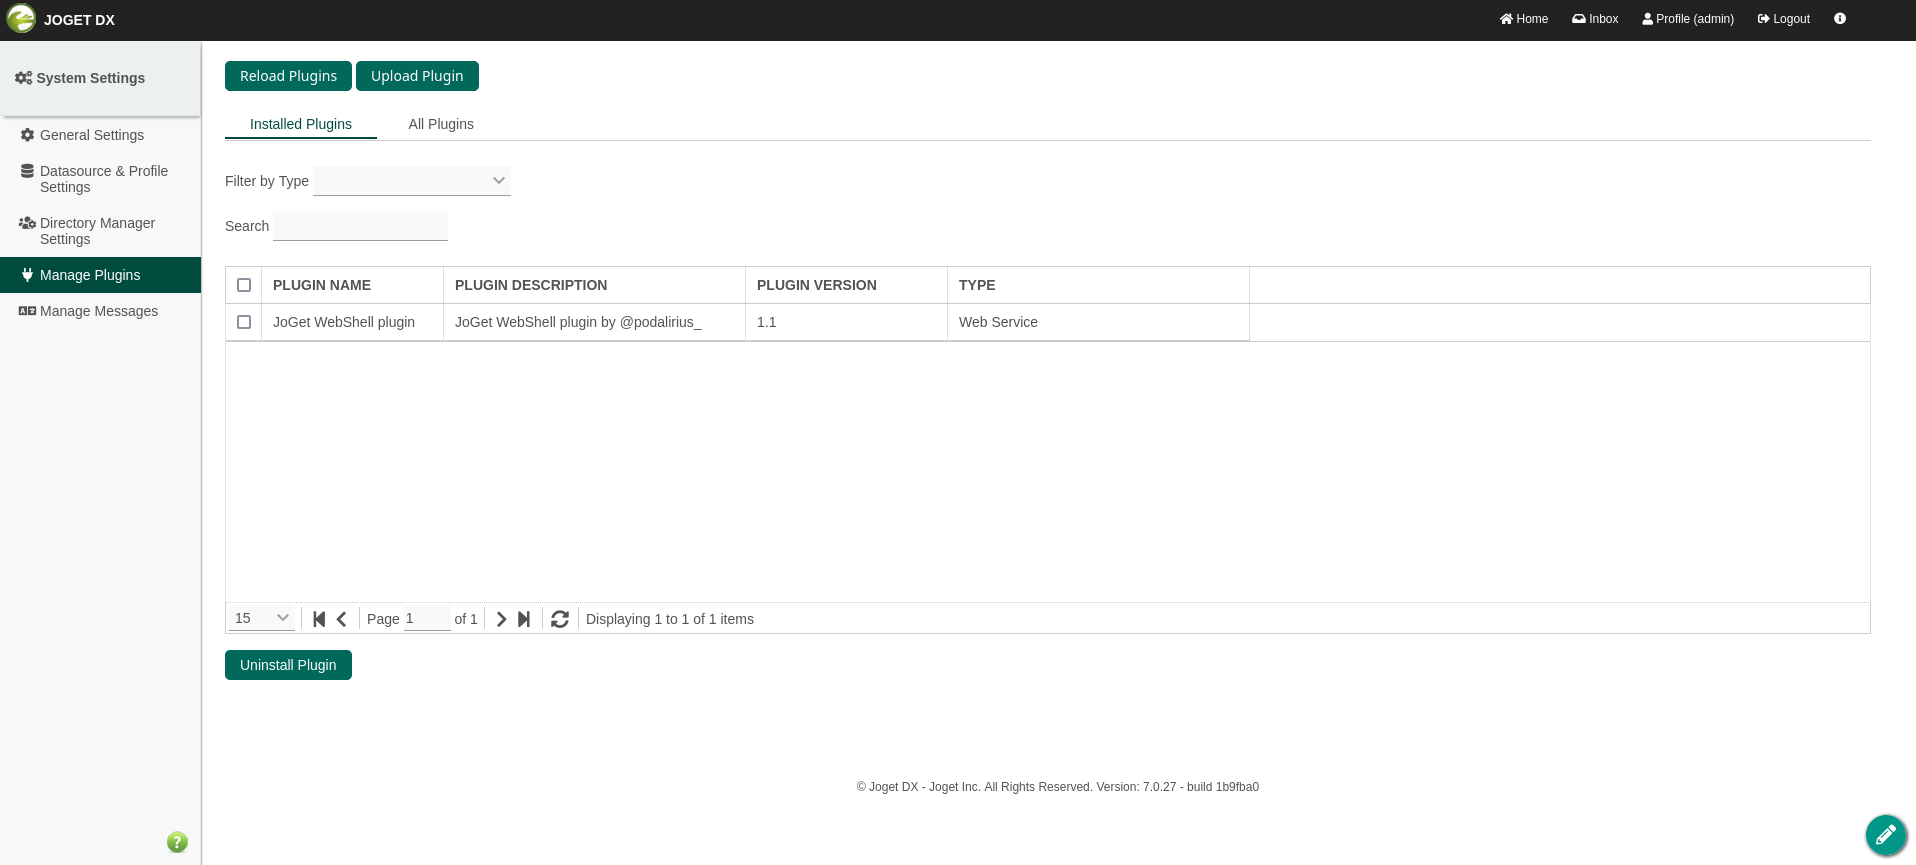 JOGET DX
Home Inbox Profile (admin) Logout
System Settings
General Settings
Datasource & Profile
Settings
Directory Manager
Settings
Manage Plugins
Manage Messages
Reload Plugins Upload Plugin
Installed Plugins All Plugins
Filter by Type
Search
PLUGIN NAME PLUGIN DESCRIPTION PLUGIN VERSION TYPE
JoGet WebShell plugin JoGet WebShell plugin by @podalirius_ 1.1 Web Service
15 Page 1 of 1 Displaying 1 to 1 of 1 items
Uninstall Plugin
© Joget DX - Joget Inc. All Rights Reserved. Version: 7.0.27 - build 1b9fba0
?